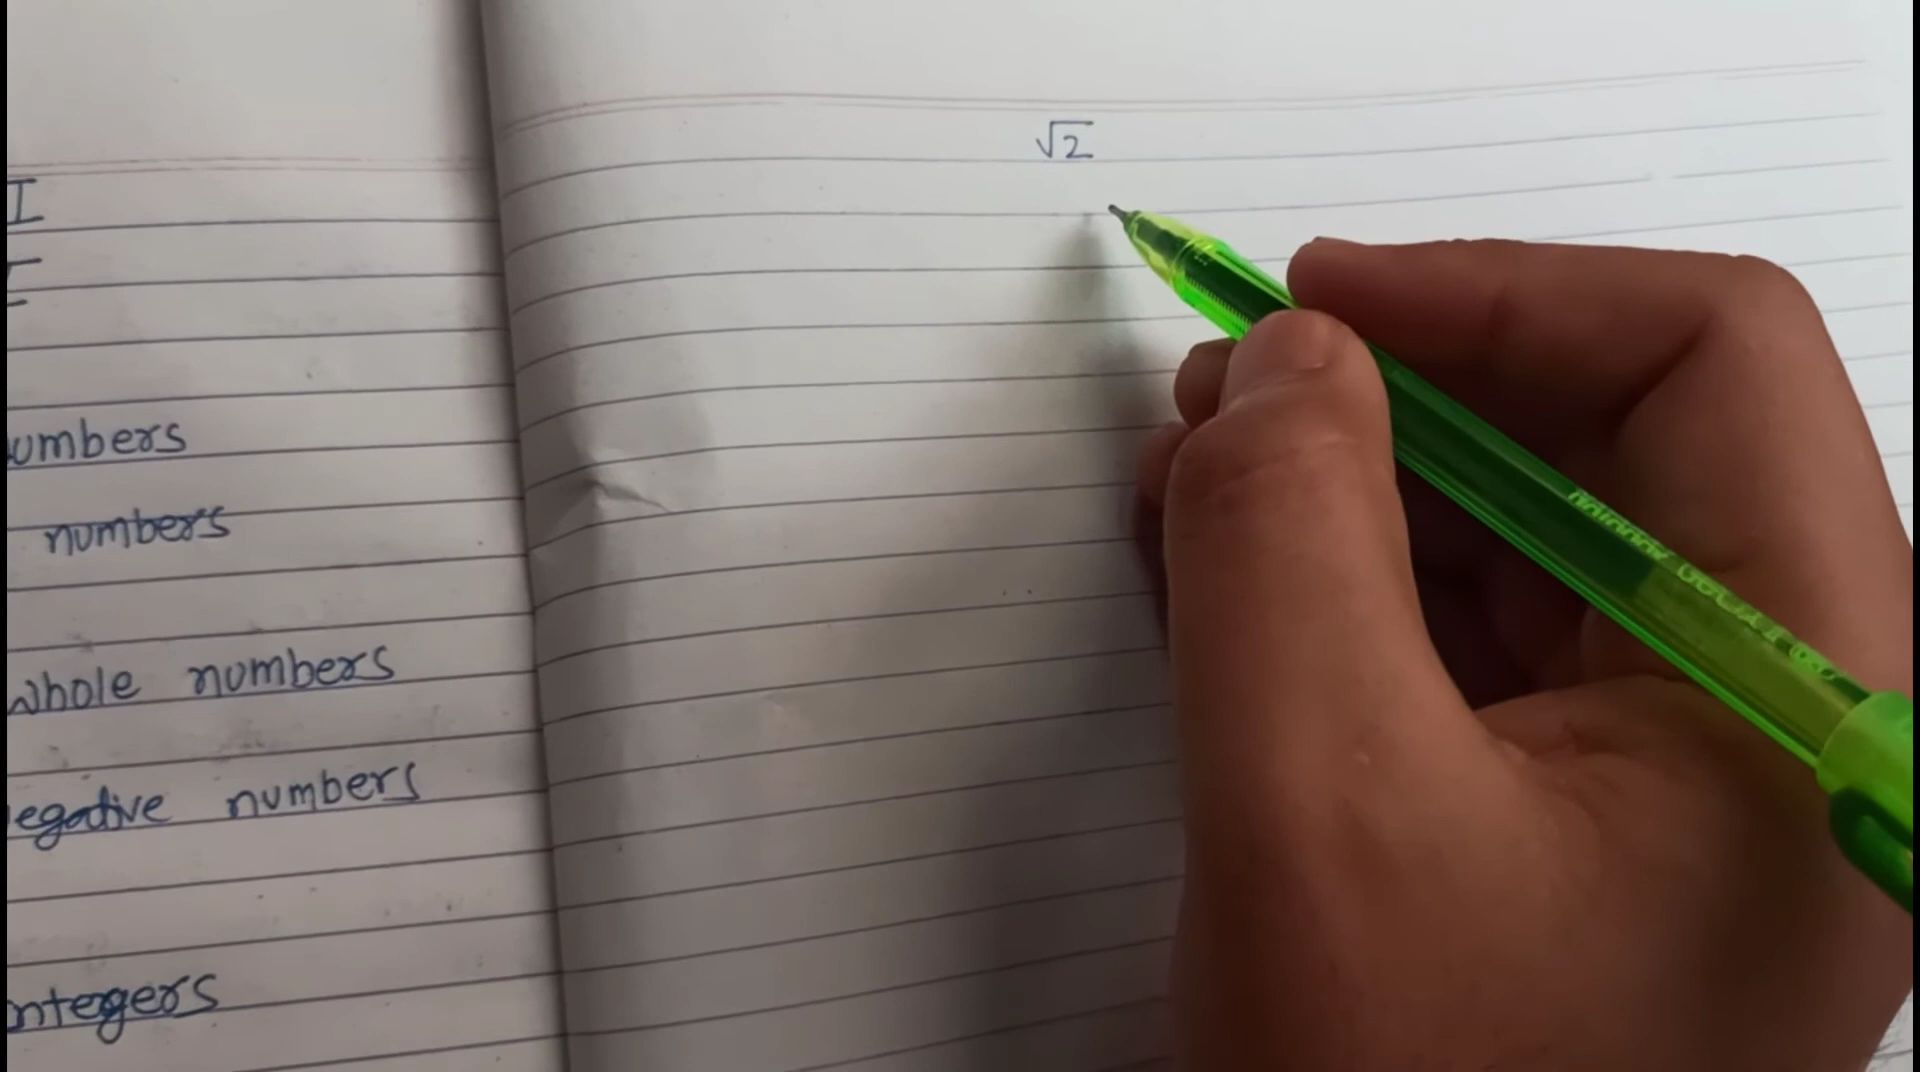 I
I
umbers
numbers
whole numbers
egative numbers
ntegers
√2